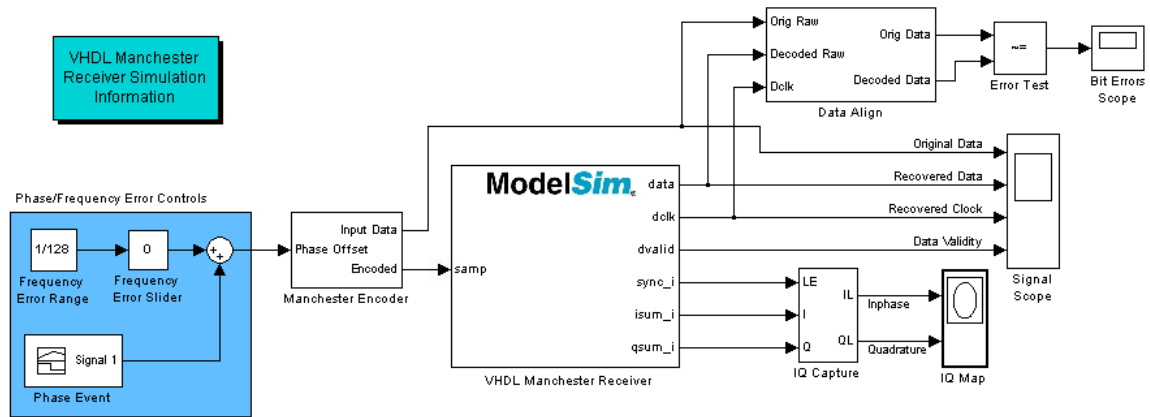 VHDL Manchester
Receiver Simulation
Information
Orig Raw
Decoded Raw
Dclk
Orig Data
Decoded Data
Data Align
~=
Error Test
Bit Errors
Scope
Phase/Frequency Error Controls
1/128
Frequency
Error Range
0
Frequency
Error Slider
+
+
Signal 1
Phase Event
Input Data
Phase Offset
Encoded
Manchester Encoder
ModelSim
samp
data
dclk
dvalid
sync_i
isum_i
qsum_i
VHDL Manchester Receiver
Original Data
Recovered Data
Recovered Clock
Data Validity
Signal
Scope
LE
I
Q
IL
QL
IQ Capture
Inphase
Quadrature
IQ Map